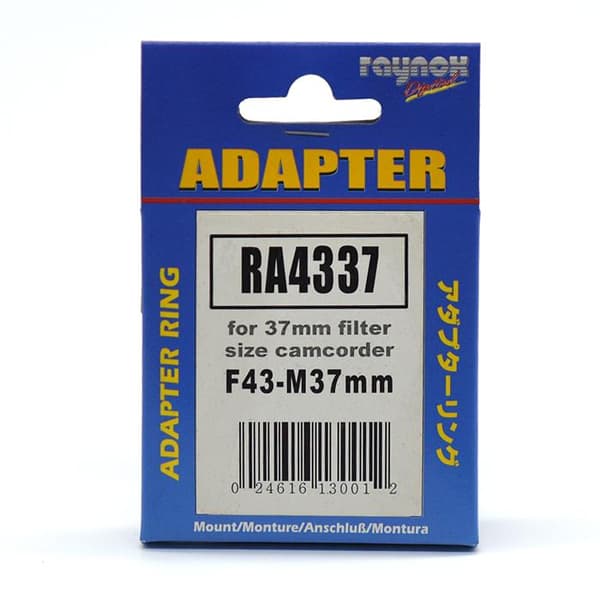 raynox
Digital
ADAPTER
RA4337
for 37mm filter
size camcorder
F43-M37mm
0 24616 13001 2
ADAPTER RING
アダプターリング
Mount/Monture/Anschluß/Montura